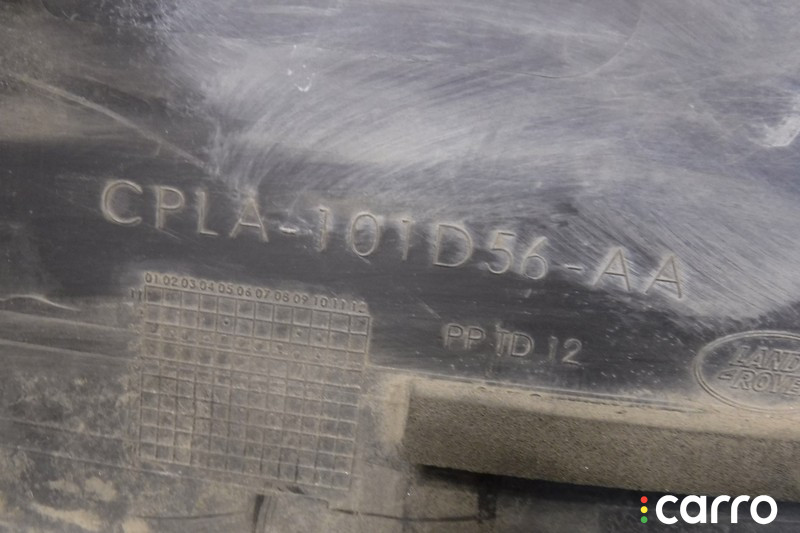 CPLA-101D56-AA
01 02 03 04 05 06 07 08 09 10 11 12
11
PP TD 12
LAND
-ROVER
carro